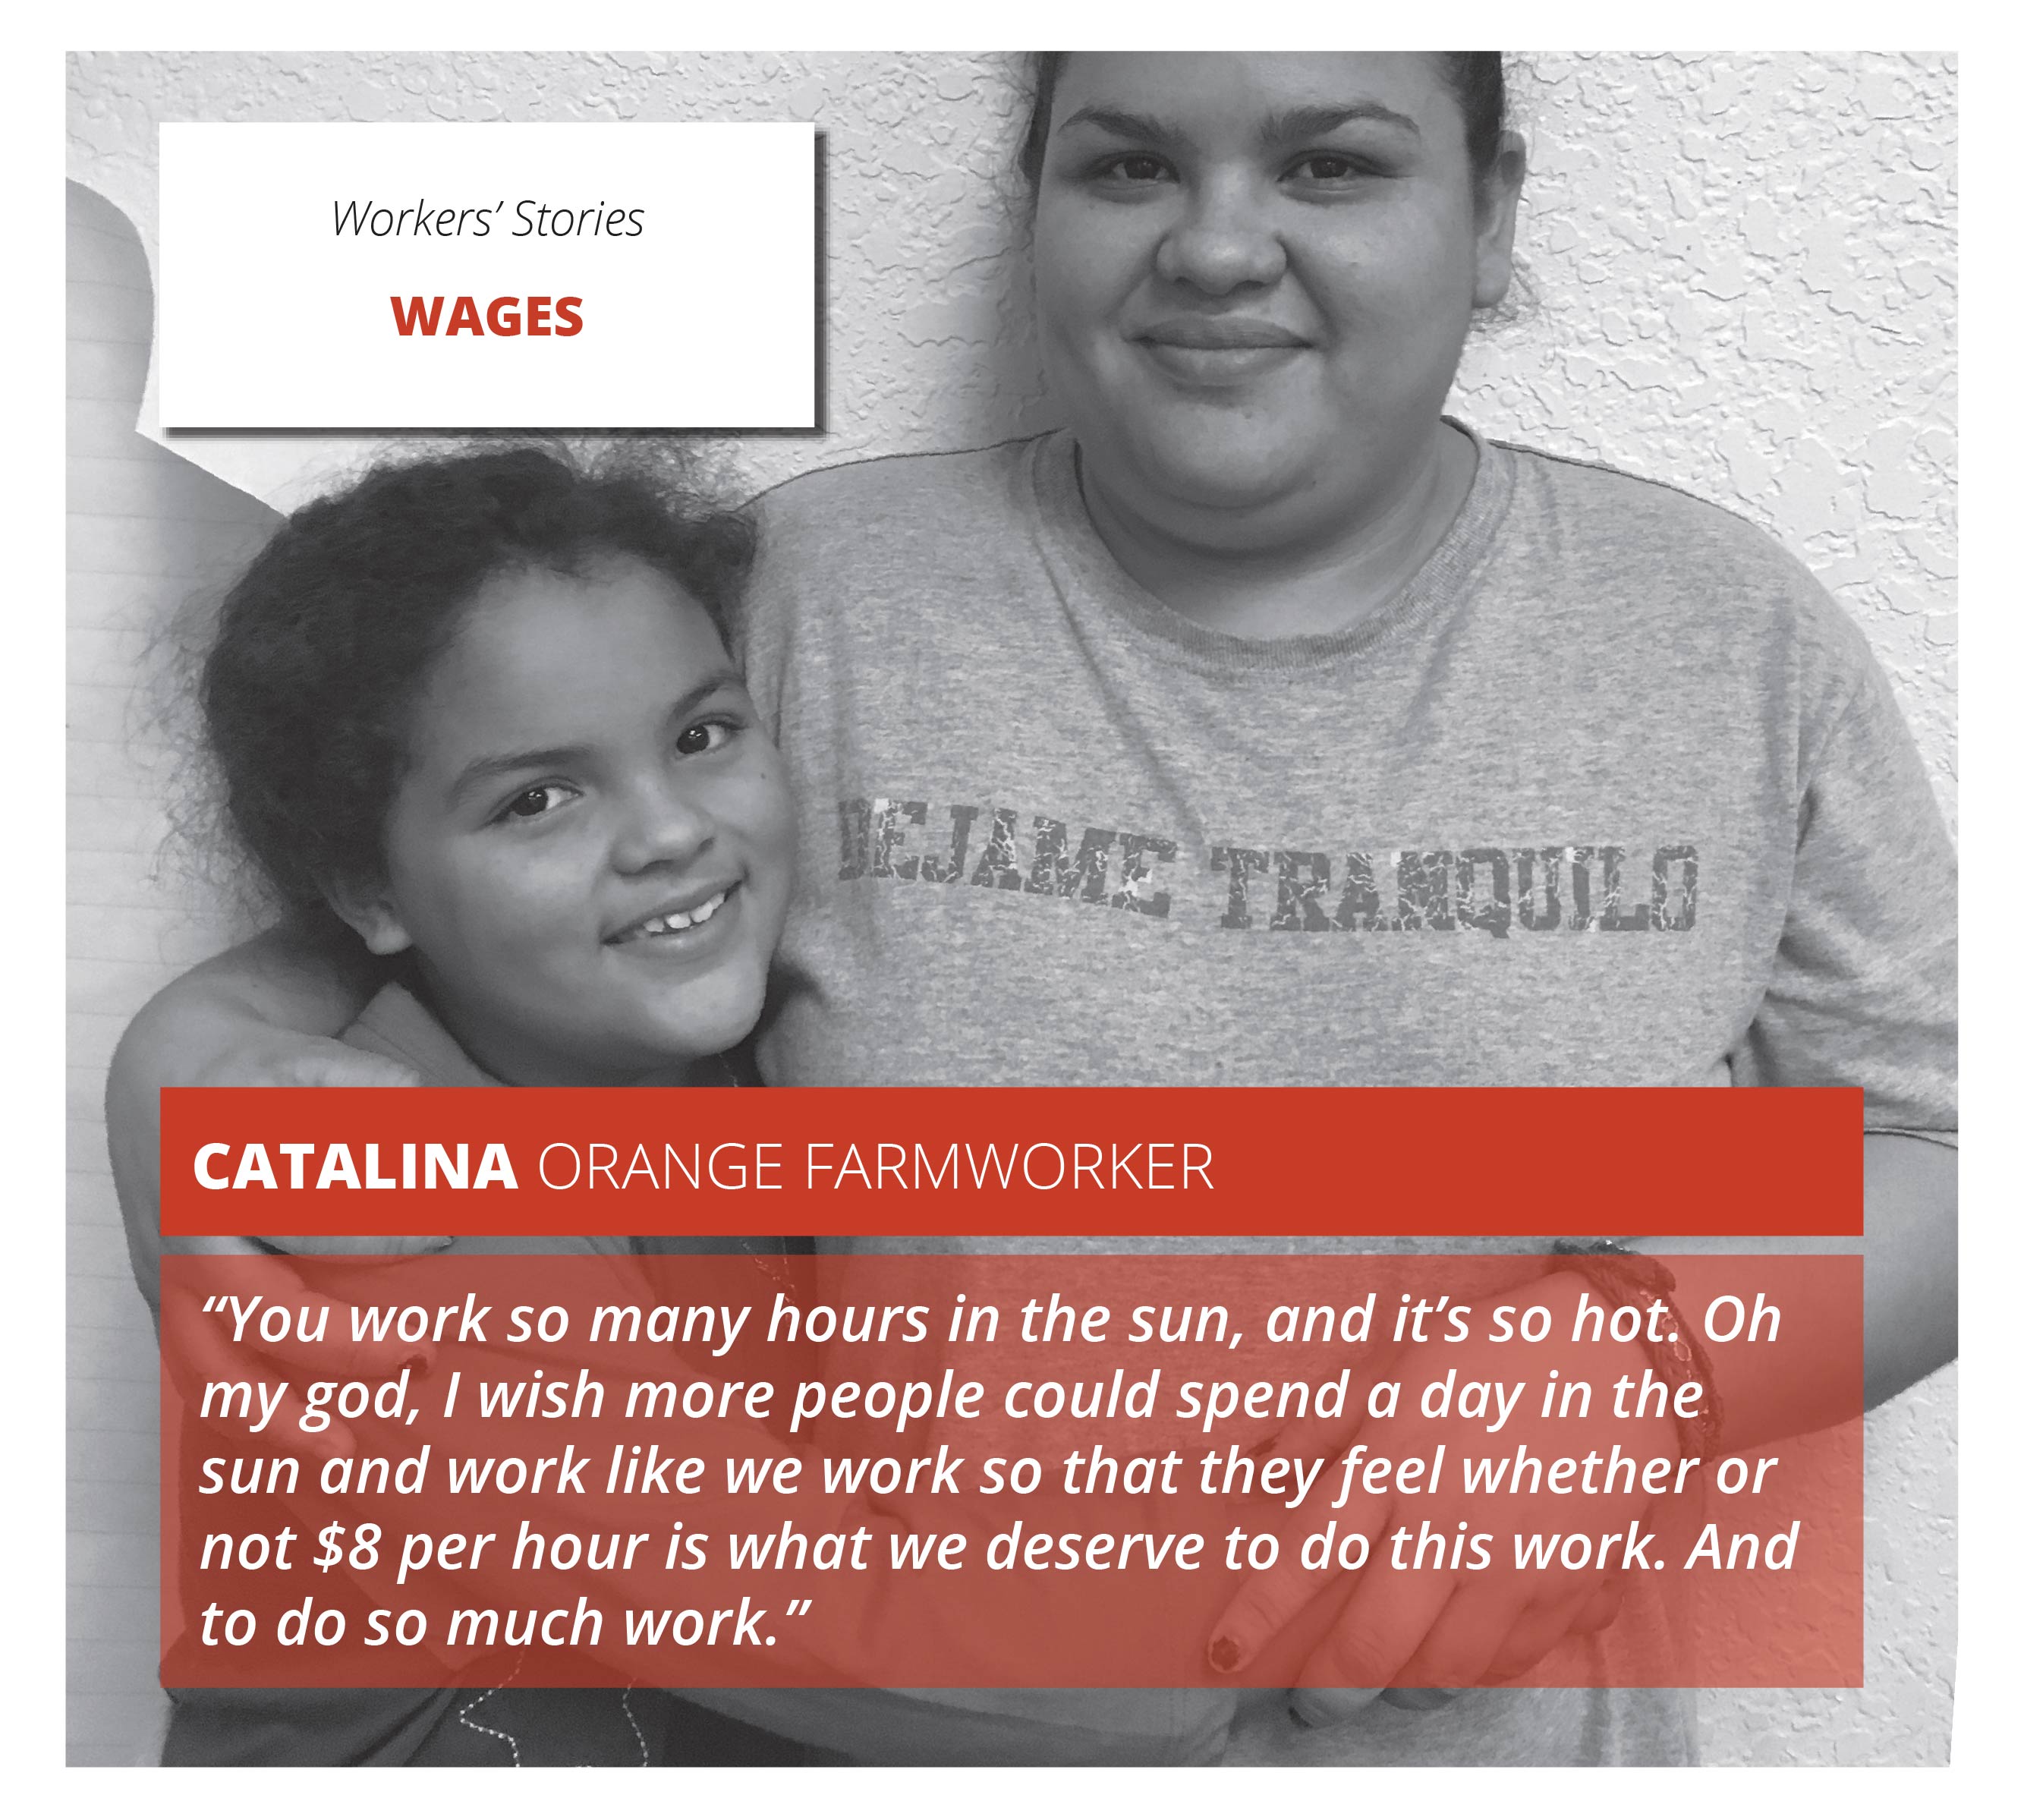 Workers’ Stories
WAGES
DEJAME TRANQUILO
CATALINA ORANGE FARMWORKER
“You work so many hours in the sun, and it’s so hot. Oh
my god, I wish more people could spend a day in the
sun and work like we work so that they feel whether or
not $8 per hour is what we deserve to do this work. And
to do so much work.”